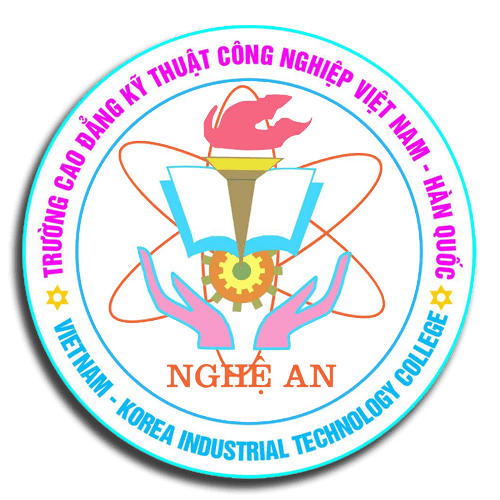 TRƯỜNG CAO ĐẲNG KỸ THUẬT CÔNG NGHIỆP VIỆT NAM - HÀN QUỐC
NGHỆ AN
VIETNAM - KOREA INDUSTRIAL TECHNOLOGY COLLEGE